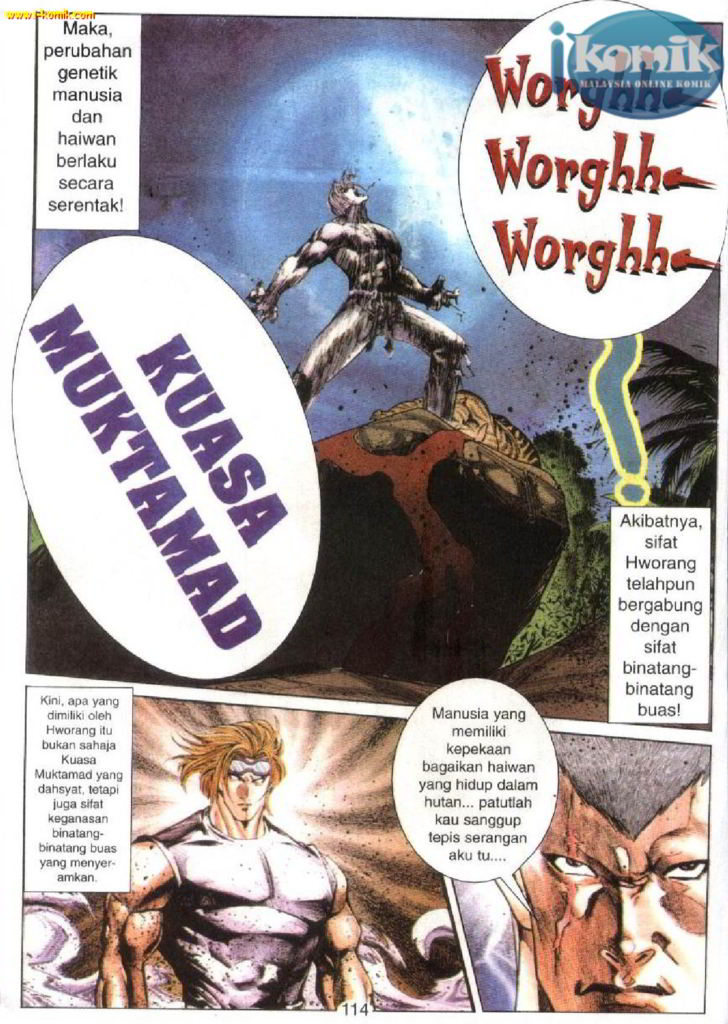 www.i-komik.com
Maka,
perubahan
genetik
manusia
dan
haiwan
berlaku
secara
serentak!
ikomik
MALAYSIA ONLINE KOMIK
Worghh
Worghh
Worghh
KUASA
MUKTAMAD
Akibatnya,
sifat
Hworang
telahpun
bergabung
dengan
sifat
binatang-
binatang
buas!
Kini, apa yang
dimiliki oleh
Hworang itu
bukan sahaja
Kuasa
Muktamad yang
dahsyat, tetapi
juga sifat
keganasan
binatang-
binatang buas
yang menyer-
amkan.
Manusia yang
memiliki
kepekaan
bagaikan haiwan
yang hidup dalam
hutan... patutlah
kau sanggup
tepis serangan
aku tu....
114